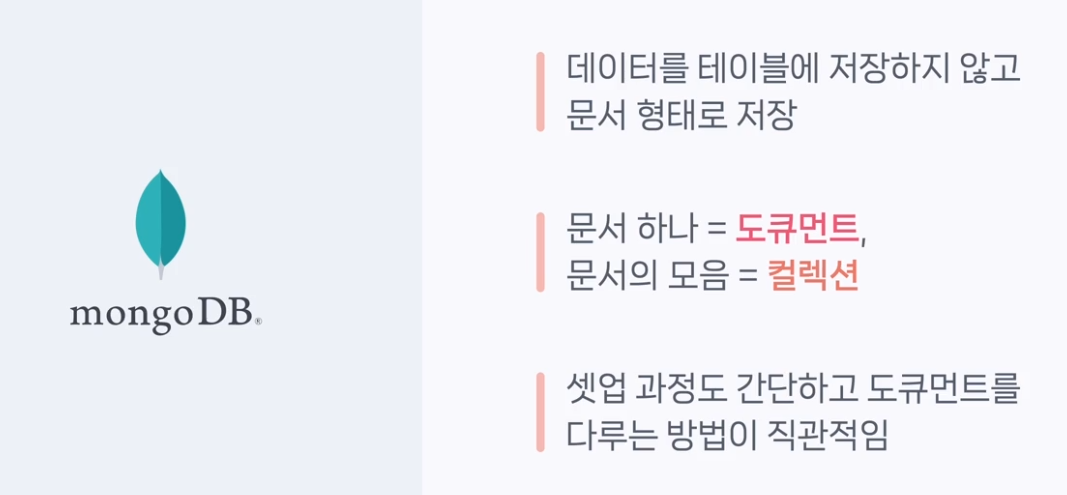 mongoDB®
데이터를 테이블에 저장하지 않고
문서 형태로 저장
문서 하나 = 도큐먼트,
문서의 모음 = 컬렉션
셋업 과정도 간단하고 도큐먼트를
다루는 방법이 직관적임